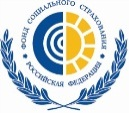 ФОНД СОЦИАЛЬНОГО СТРАХОВАНИЯ
РОССИЙСКАЯ ФЕДЕРАЦИЯ